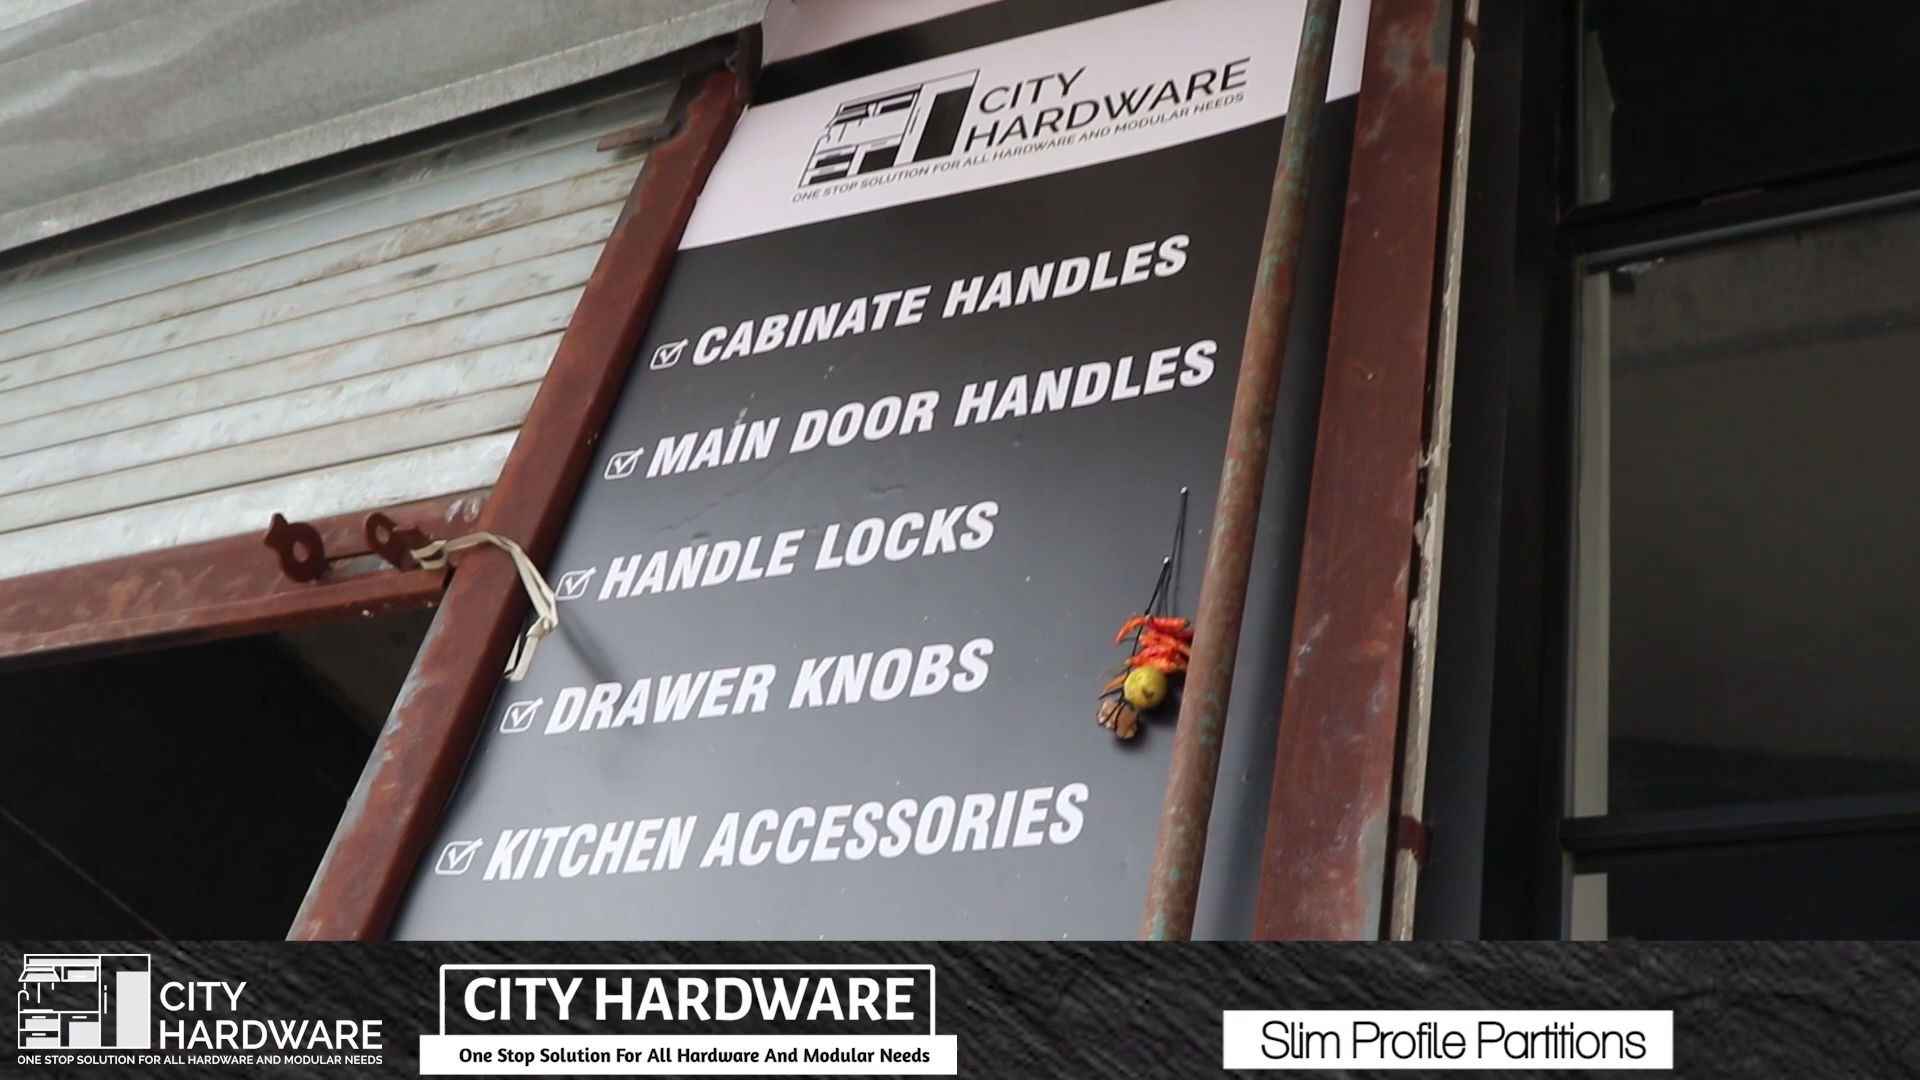 CITY
HARDWARE
ONE STOP SOLUTION FOR ALL HARDWARE AND MODULAR NEEDS
CABINATE HANDLES
MAIN DOOR HANDLES
HANDLE LOCKS
DRAWER KNOBS
KITCHEN ACCESSORIES
CITY
HARDWARE
ONE STOP SOLUTION FOR ALL HARDWARE AND MODULAR NEEDS
CITY HARDWARE
One Stop Solution For All Hardware And Modular Needs
Slim Profile Partitions